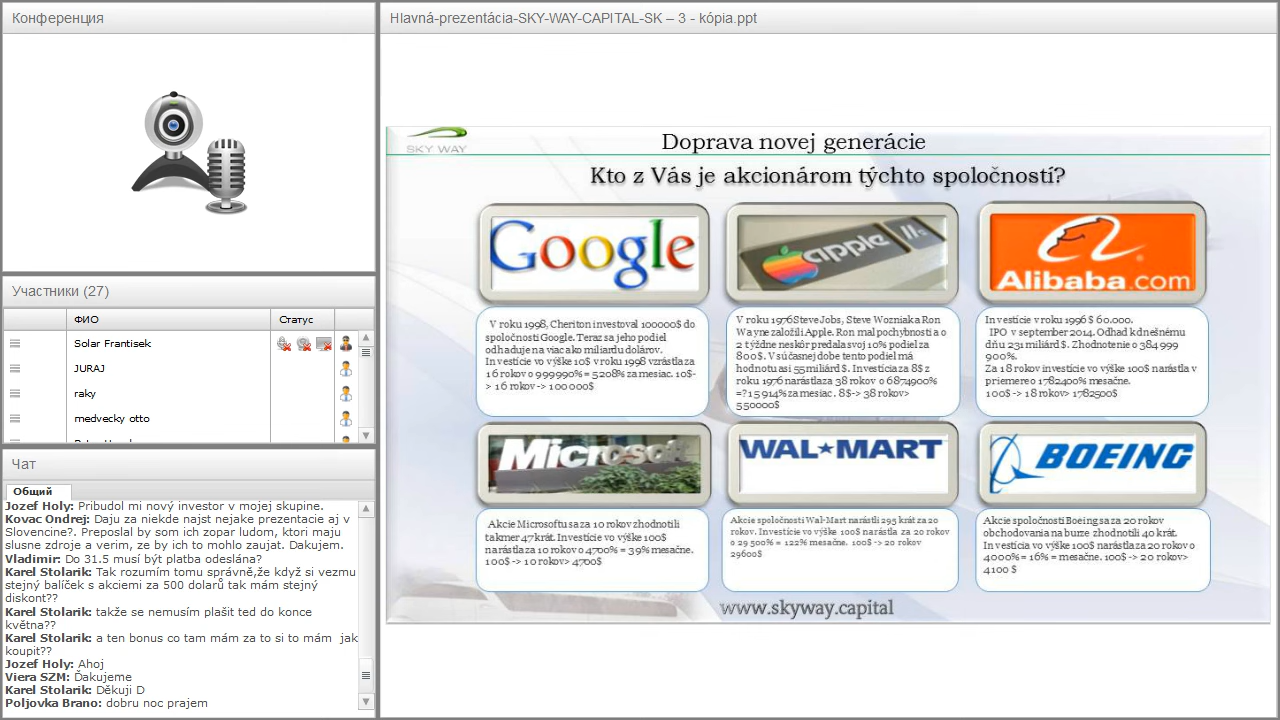 Конференция
Участники (27)
ФИО
Статус
Solar Frantisek
JURAJ
raky
medvecky otto
Чат
Общий
Jozef Holy: Pribudol mi nový investor v mojej skupine.
Kovac Ondrej: Daju za niekde najst nejake prezentacie aj v
Slovencine?. Preposlal by som ich zopar ludom, ktori maju
slusne zdroje a verim, ze by ich to mohlo zaujat. Dakujem.
Vladimir: Do 31.5 musí být platba odeslána?
Karel Stolarik: Tak rozumím tomu správně,že když si vezmu
stejný balíček s akciemi za 500 dolarů tak mám stejný
diskont??
Karel Stolarik: takže se nemusím plašit ted do konce
května??
Karel Stolarik: a ten bonus co tam mám za to si to mám  jak
koupit??
Jozef Holy: Ahoj
Viera SZM: Ďakujeme
Karel Stolarik: Děkuji D
Poljovka Brano: dobru noc prajem
Hlavná-prezentácia-SKY-WAY-CAPITAL-SK – 3 - kópia.ppt
SKY WAY
Doprava novej generácie
Kto z Vás je akcionárom týchto spoločností?
Google
V roku 1998, Cheriton investoval 100000$ do
spoločnosti Google. Teraz sa jeho podiel
odhaduje na viac ako miliardu dolárov.
Investície vo výške 10$ v roku 1998 vzrástla za
16 rokov o 999990% = 5208% za mesiac. 10$-
> 16 rokov -> 100 000$
apple
V roku 1976 Steve Jobs, Steve Wozniak a Ron
Wayne založili Apple. Ron mal pochybnosti a o
2 týždne neskôr predala svoj 10% podiel za
800$. V súčasnej dobe tento podiel má
hodnotu asi 55 miliárd $. Investícia za 8$ z
roku 1976 narástla za 38 rokov o 6874900%
=?15 914% za mesiac . 8$-> 38 rokov>
550000$
Alibaba.com
Investície v roku 1996 $ 60.000.
IPO v september 2014. Odhad k dnešnému
dňu 231 miliárd $. Zhodnotenie o 384 999
900%.
Za 18 rokov investície vo výške 100$ narástla v
priemere o 1782400% mesačne.
100$ -> 18 rokov> 1782500$
Microsoft
Akcie Microsoftu sa za 10 rokov zhodnotili
takmer 47 krát. Investície vo výške 100$
narástla za 10 rokov o 4700% = 39% mesačne.
100$ -> 10 rokov> 4700$
WAL★MART
Akcie spoločnosti Wal-Mart narástli 295 krát za 20
rokov. Investície vo výške 100$ narástla za 20 rokov
o 29 500% = 122% mesačne. 100$ -> 20 rokov
29600$
BOEING
Akcie spoločnosti Boeing sa za 20 rokov
obchodovania na burze zhodnotili 40 krát.
Investícia vo výške 100$ narástla za 20 rokov o
4000% = 16% = mesačne. 100$ -> 20 rokov>
4100 $
www.skyway.capital